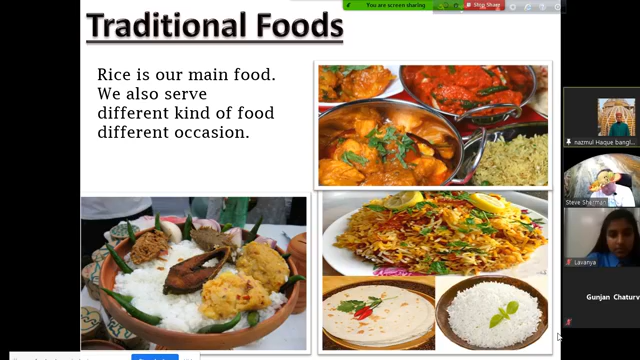 You are screen sharing
Stop Share
Traditional Foods
Rice is our main food.
We also serve
different kind of food
different occasion.
nazmul Haque bangl...
Steve Sharman
Lavanya
Gunjan Chaturv